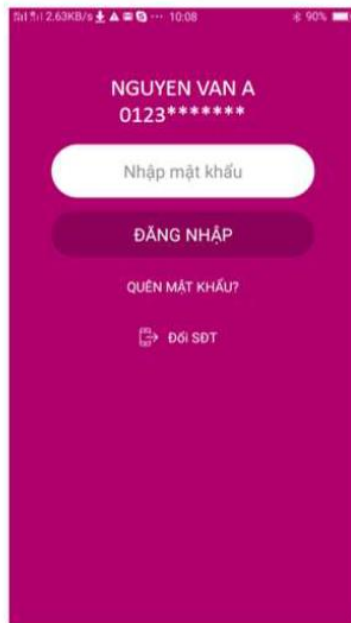 2.63KB/s ··· 10:08 90%
NGUYEN VAN A
0123*******
Nhập mật khẩu
ĐĂNG NHẬP
QUÊN MẬT KHẨU?
Đổi SĐT